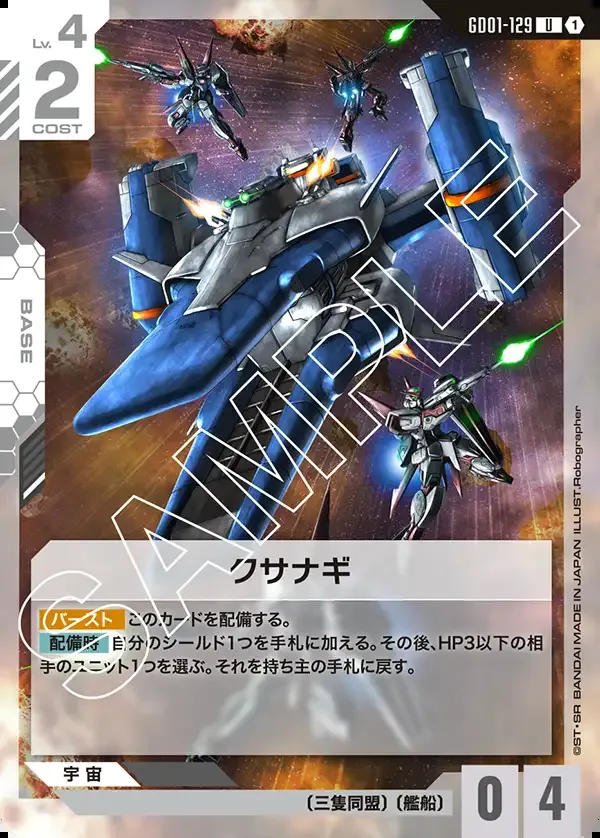 GD01-129 U 1
Lv. 4
2
COST
BASE
クサナギ
【バースト】このカードを配備する。
【配備時】自分のシールド1つを手札に加える。その後、HP3以下の相
手のユニット1つを選ぶ。それを持ち主の手札に戻す。
宇宙
〔三隻同盟〕〔艦船〕
0 4
©ST・SR BANDAI MADE IN JAPAN ILLUST.Robographer
SAMPLE